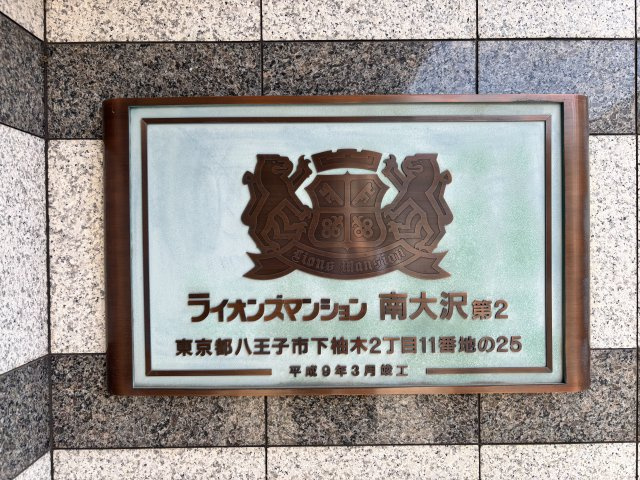 Lions Mansion
ライオンズマンション 南大沢 第2
東京都八王子市下柚木2丁目11番地の25
平成9年3月竣工